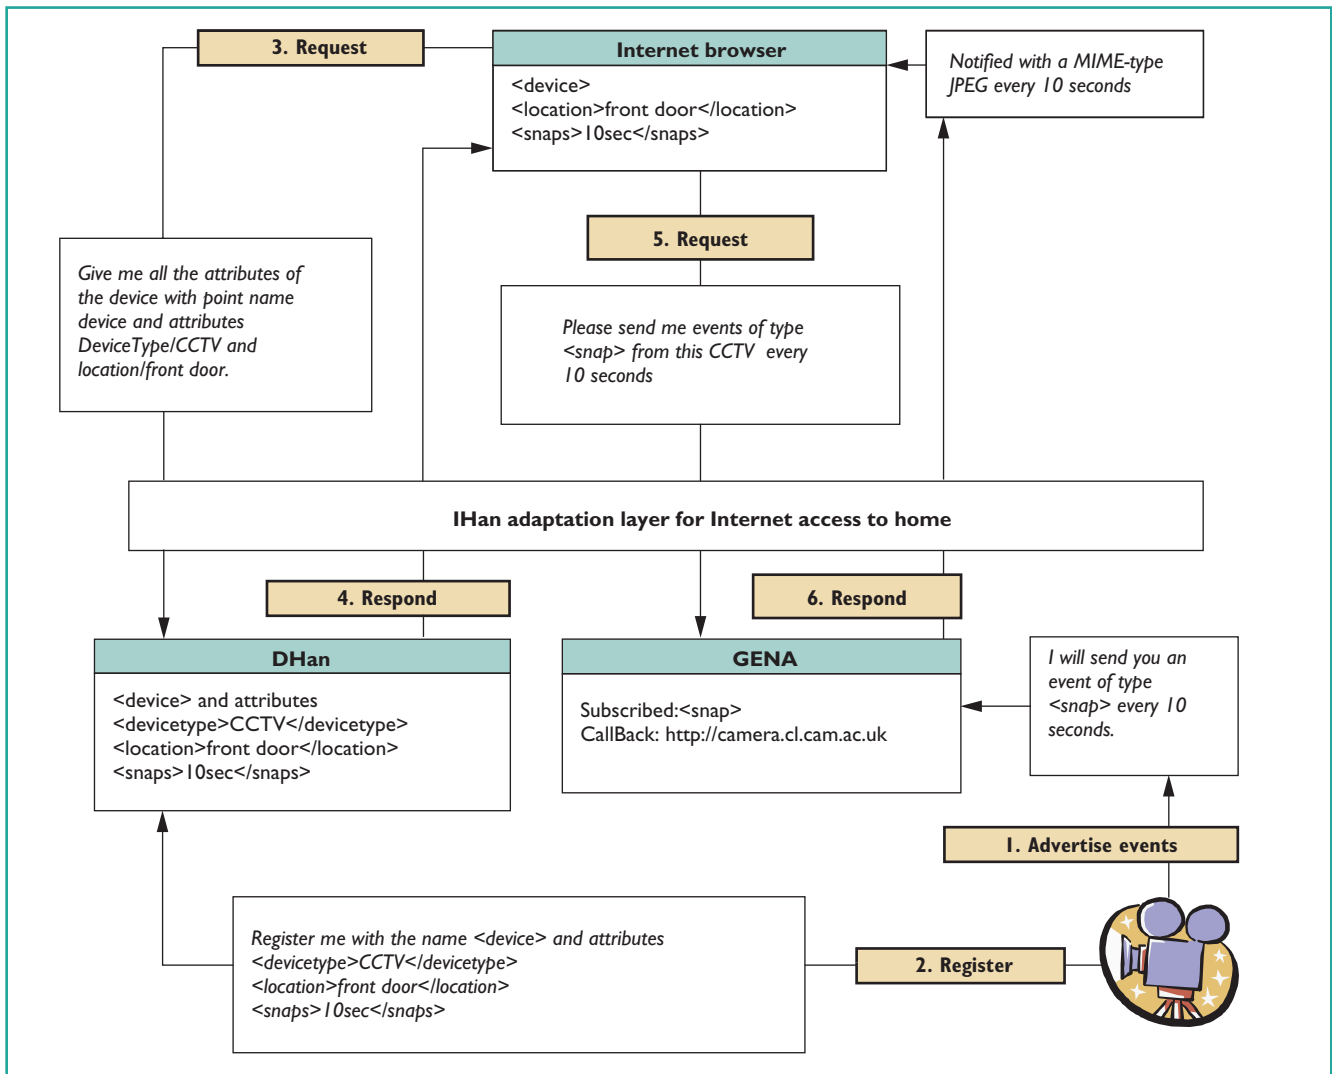 3. Request
Internet browser
<device>
<location>front door</location>
<snaps>10sec</snaps>
Notified with a MIME-type
JPEG every 10 seconds
5. Request
Give me all the attributes of
the device with point name
device and attributes
DeviceType/CCTV and
location/front door.
Please send me events of type
<snap> from this CCTV every
10 seconds
IHan adaptation layer for Internet access to home
4. Respond
6. Respond
DHan
<device> and attributes
<devicetype>CCTV</devicetype>
<location>front door</location>
<snaps>10sec</snaps>
GENA
Subscribed:<snap>
CallBack: http://camera.cl.cam.ac.uk
I will send you an
event of type
<snap> every 10
seconds.
1. Advertise events
Register me with the name <device> and attributes
<devicetype>CCTV</devicetype>
<location>front door</location>
<snaps>10sec</snaps>
2. Register